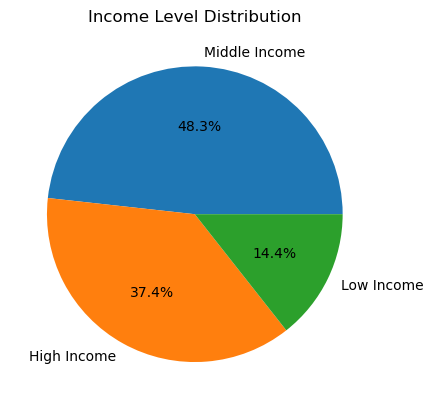 Income Level Distribution
Middle Income
48.3%
14.4%
37.4%
Low Income
High Income